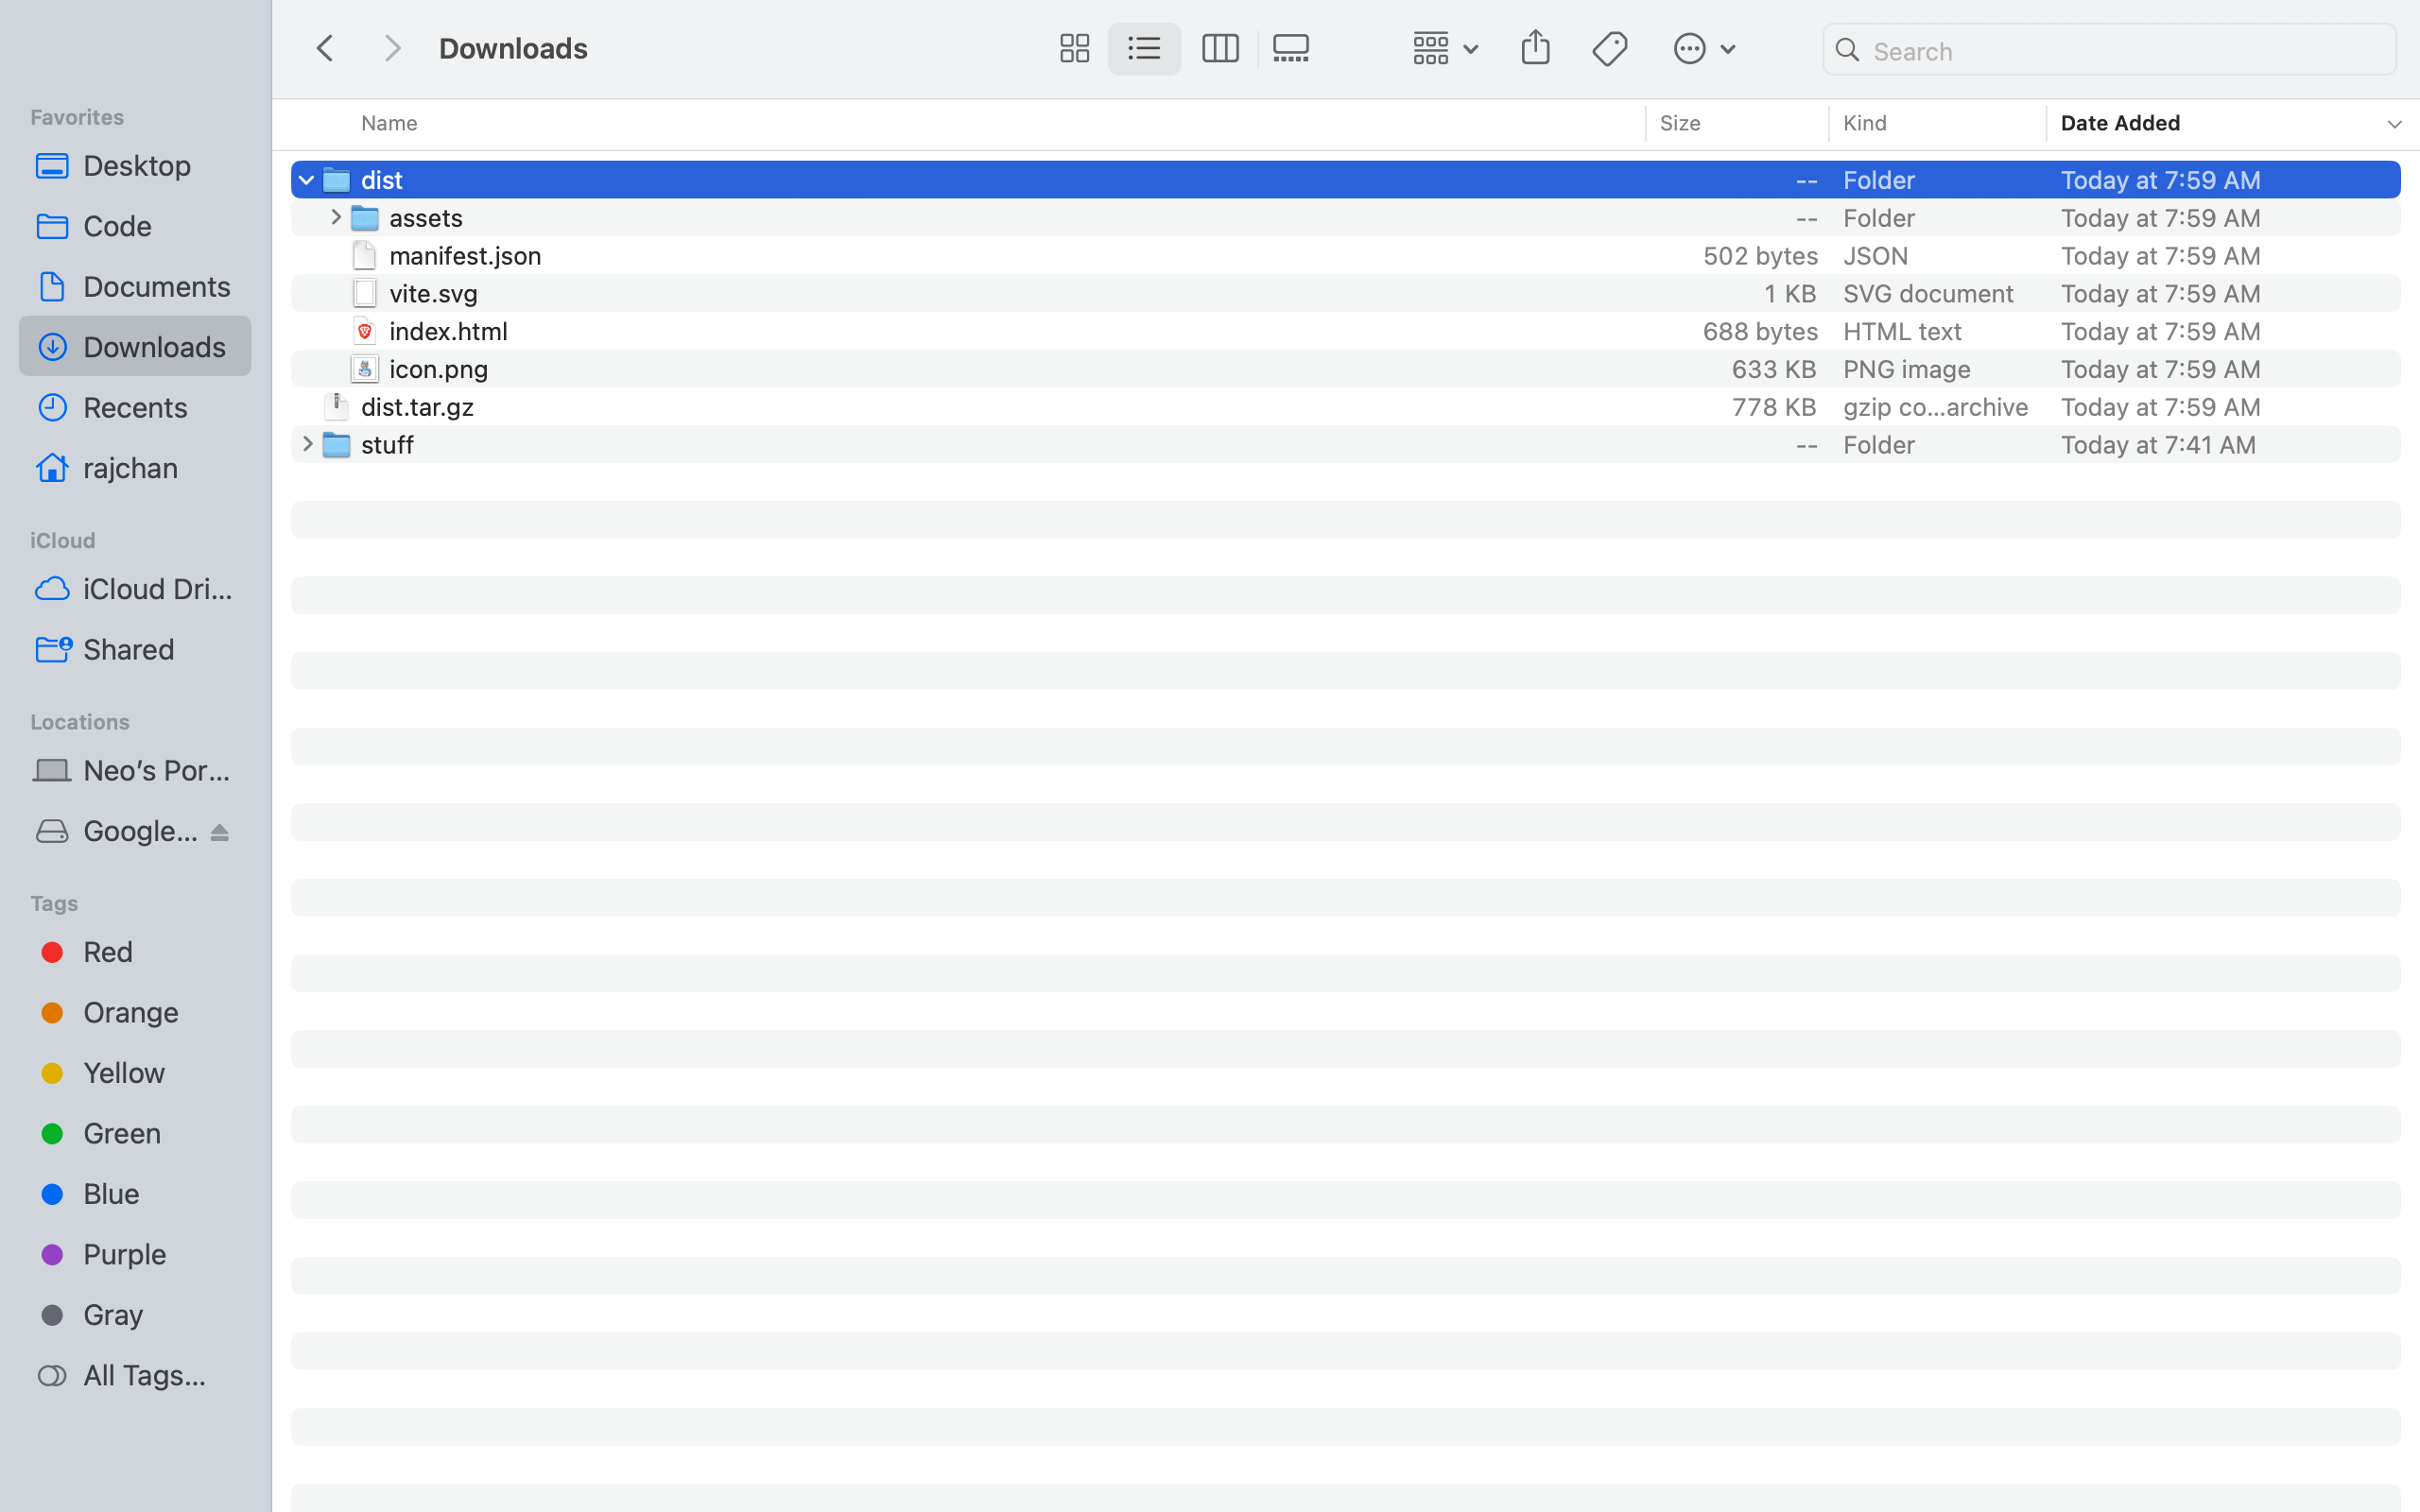 Downloads
Search
Favorites
Desktop
Code
Documents
Downloads
Recents
rajchan
iCloud
iCloud Dri...
Shared
Locations
Neo's Por...
Google...
Tags
Red
Orange
Yellow
Green
Blue
Purple
Gray
All Tags...
Name Size Kind Date Added
dist -- Folder Today at 7:59 AM
assets -- Folder Today at 7:59 AM
manifest.json 502 bytes JSON Today at 7:59 AM
vite.svg 1 KB SVG document Today at 7:59 AM
index.html 688 bytes HTML text Today at 7:59 AM
icon.png 633 KB PNG image Today at 7:59 AM
dist.tar.gz 778 KB gzip co...archive Today at 7:59 AM
stuff -- Folder Today at 7:41 AM